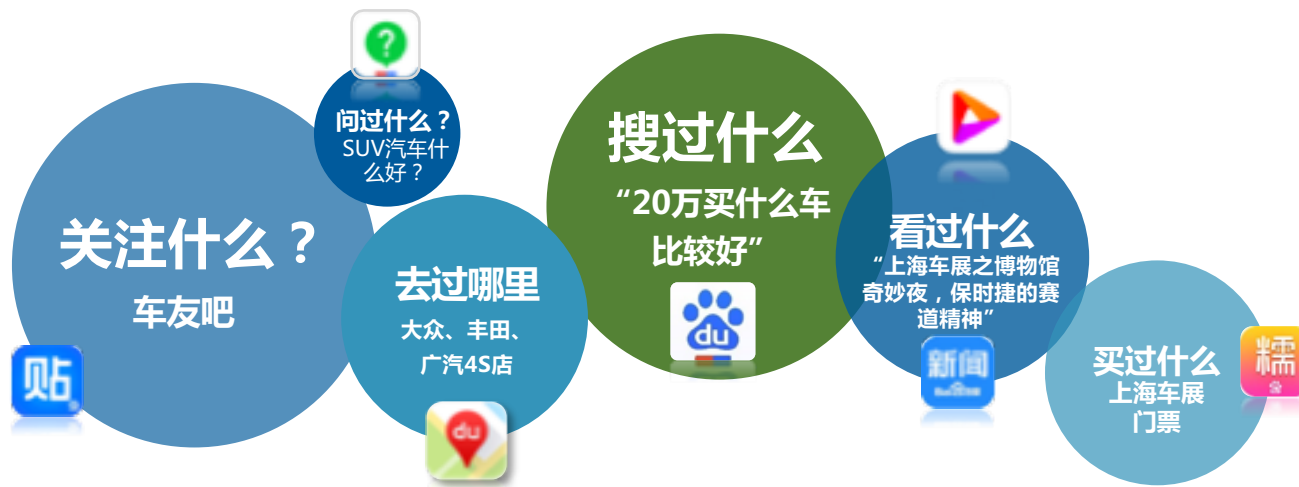 关注什么？
车友吧
贴
问过什么？
SUV汽车什
么好？
去过哪里
大众、丰田、
广汽4S店
du
搜过什么
“20万买什么车
比较好”
du
看过什么
“上海车展之博物馆
奇妙夜，保时捷的赛
道精神”
新闻
买过什么
上海车展
门票
糯